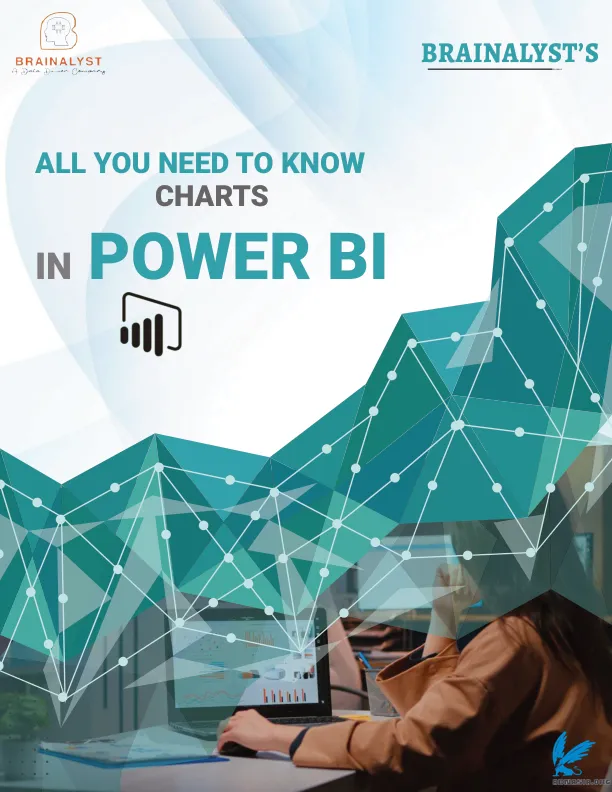 BRAINALYST
A Data Driven Company
BRAINALYST'S
ALL YOU NEED TO KNOW
CHARTS
IN POWER BI